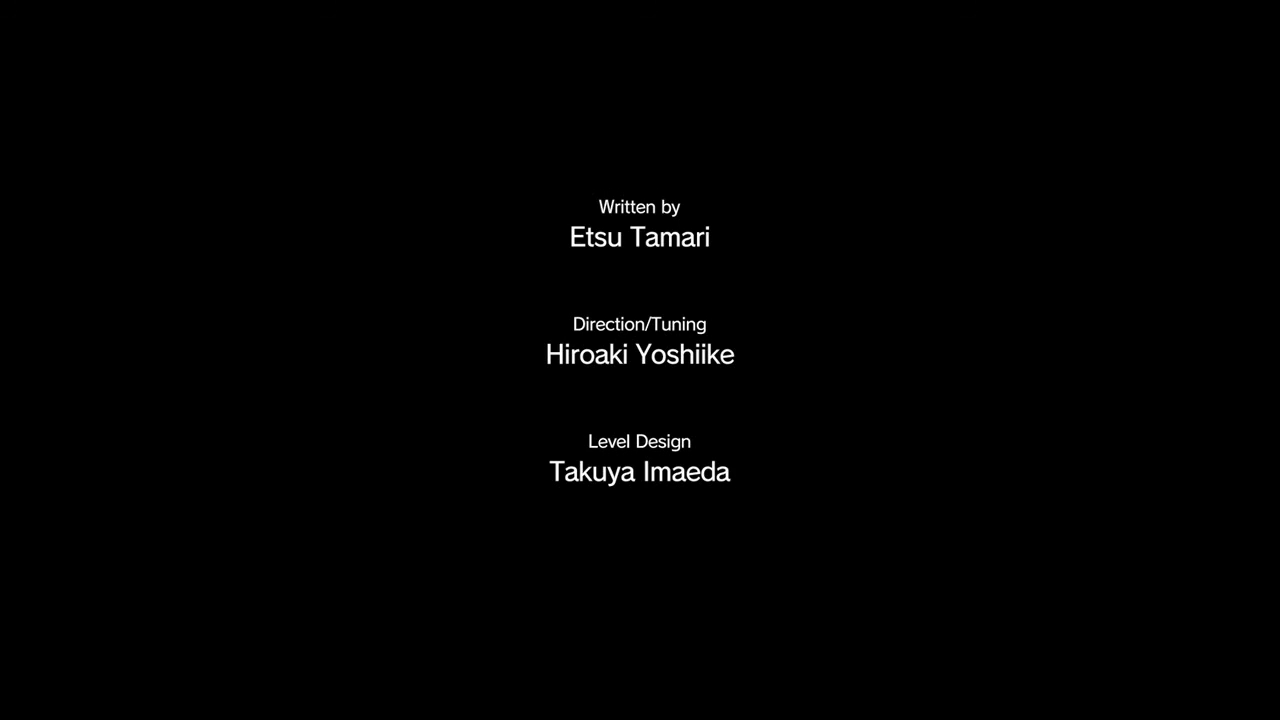 Written by
Etsu Tamari
Direction/Tuning
Hiroaki Yoshiike
Level Design
Takuya Imaeda